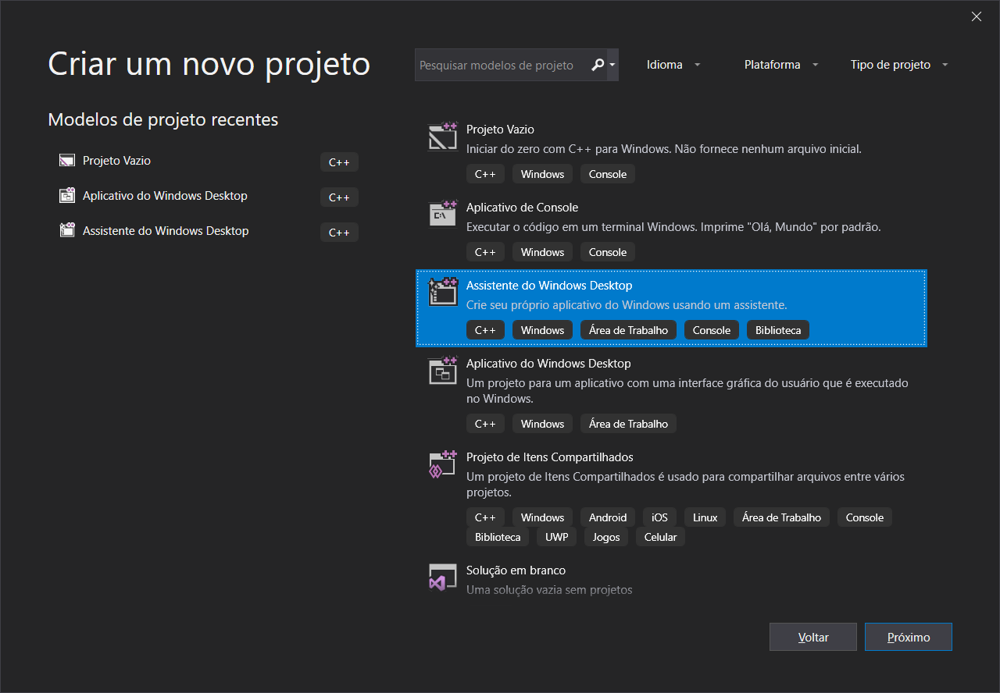 Criar um novo projeto
Pesquisar modelos de projeto
Idioma
Plataforma
Tipo de projeto
Modelos de projeto recentes
Projeto Vazio
C++
Aplicativo do Windows Desktop
C++
Assistente do Windows Desktop
C++
Projeto Vazio
Iniciar do zero com C++ para Windows. Não fornece nenhum arquivo inicial.
C++ Windows Console
Aplicativo de Console
Executar o código em um terminal Windows. Imprime "Olá, Mundo" por padrão.
C++ Windows Console
Assistente do Windows Desktop
Crie seu próprio aplicativo do Windows usando um assistente.
C++ Windows Área de Trabalho Console Biblioteca
Aplicativo do Windows Desktop
Um projeto para um aplicativo com uma interface gráfica do usuário que é executado
no Windows.
C++ Windows Área de Trabalho
Projeto de Itens Compartilhados
Um projeto de Itens Compartilhados é usado para compartilhar arquivos entre vários
projetos.
C++ Windows Android iOS Linux Área de Trabalho Console
Biblioteca UWP Jogos Celular
Solução em branco
Uma solução vazia sem projetos
Voltar
Próximo